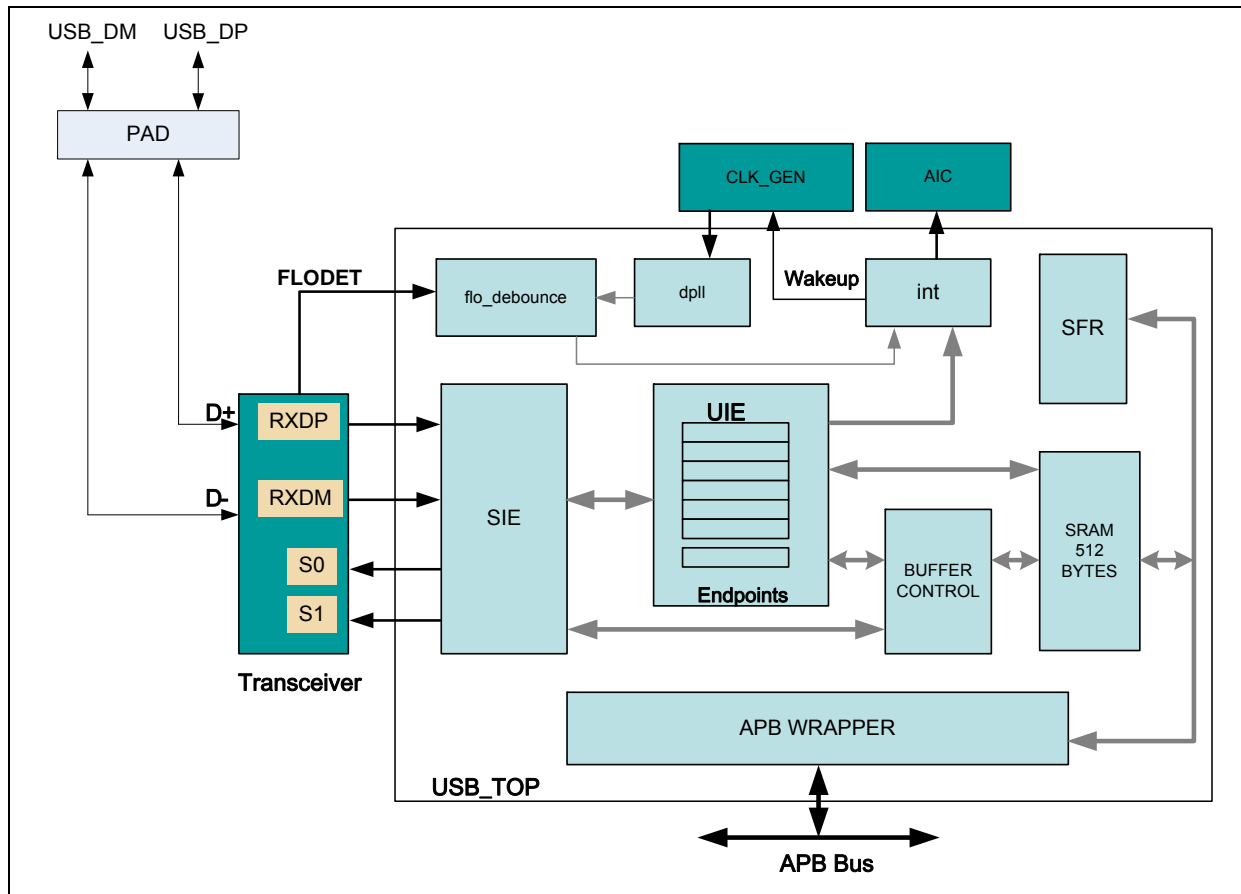 USB_DM
USB_DP
PAD
CLK_GEN
AIC
FLODET
flo_debounce
dpll
Wakeup
int
SFR
D+
RXDP
UIE
D-
RXDM
SIE
SRAM
512
BYTES
S0
BUFFER
CONTROL
S1
Endpoints
Transceiver
APB WRAPPER
USB_TOP
APB Bus